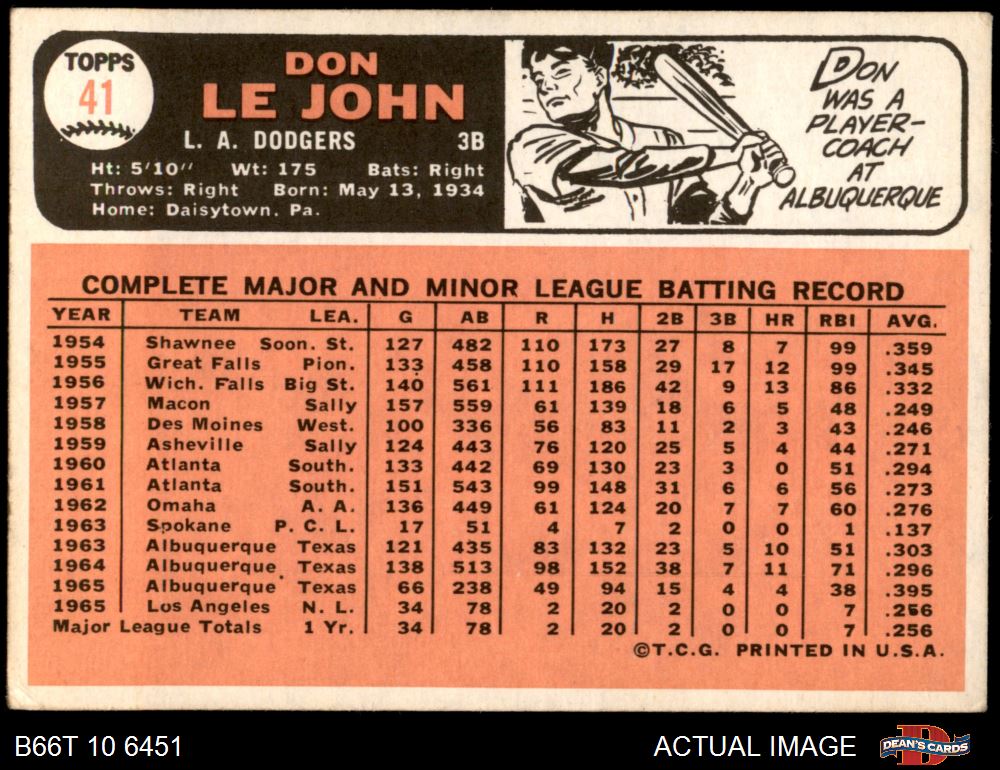 TOPPS
41
DON
LE JOHN
L. A. DODGERS 3B
Ht: 5'10" Wt: 175 Bats: Right
Throws: Right Born: May 13, 1934
Home: Daisytown, Pa.
DON
WAS A
PLAYER-
COACH
AT
ALBUQUERQUE
COMPLETE MAJOR AND MINOR LEAGUE BATTING RECORD
YEAR TEAM LEA. G AB R H 2B 3B HR RBI AVG.
1954 Shawnee Soon. St. 127 482 110 173 27 8 7 99 .359
1955 Great Falls Pion. 133 458 110 158 29 17 12 99 .345
1956 Wich. Falls Big St. 140 561 111 186 42 9 13 86 .332
1957 Macon Sally 157 559 61 139 18 6 5 48 .249
1958 Des Moines West. 100 336 56 83 11 2 3 43 .246
1959 Asheville Sally 124 443 76 120 25 5 4 44 .271
1960 Atlanta South. 133 442 69 130 23 3 0 51 .294
1961 Atlanta South. 151 543 99 148 31 6 6 56 .273
1962 Omaha A. A. 136 449 61 124 20 7 7 60 .276
1963 Spokane P. C. L. 17 51 4 7 2 0 0 1 .137
1963 Albuquerque Texas 121 435 83 132 23 5 10 51 .303
1964 Albuquerque Texas 138 513 98 152 38 7 11 71 .296
1965 Albuquerque Texas 66 238 49 94 15 4 4 38 .395
1965 Los Angeles N. L. 34 78 2 20 2 0 0 7 .256
Major League Totals 1 Yr. 34 78 2 20 2 0 0 7 .256
©T.C.G. PRINTED IN U.S.A.
B66T 10 6451 ACTUAL IMAGE
D
DEAN'S CARDS